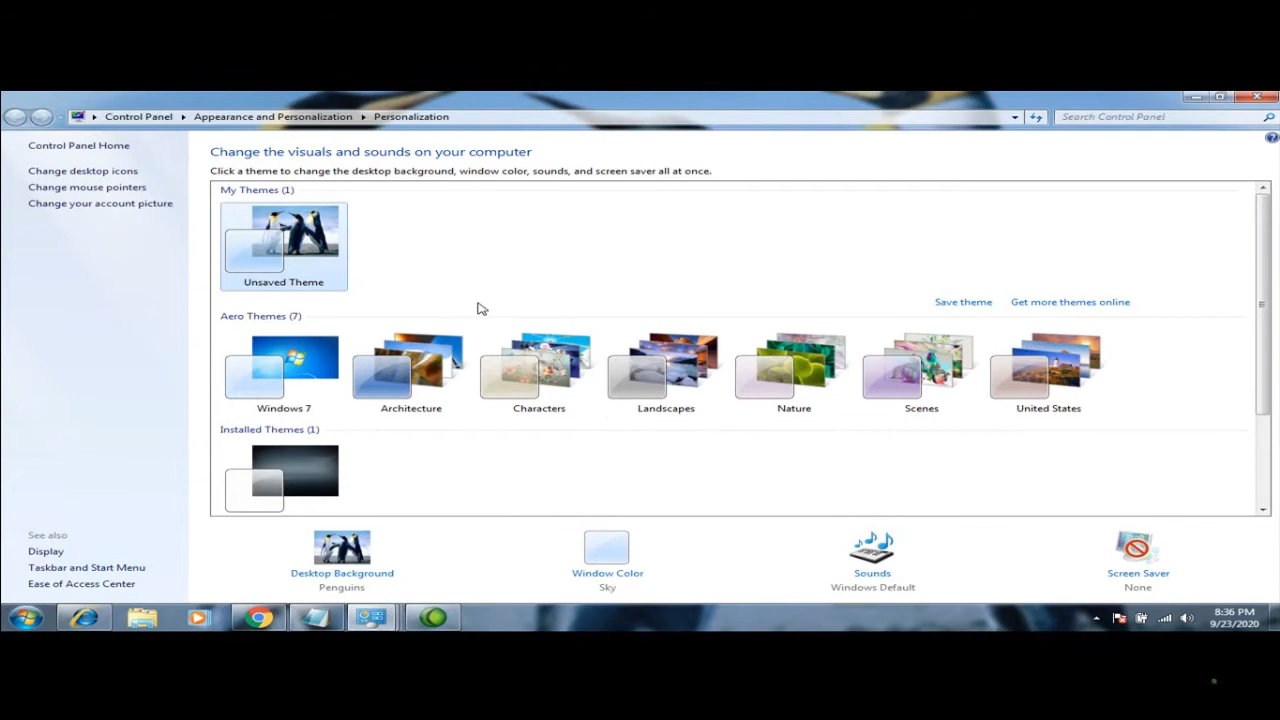 Control Panel Appearance and Personalization Personalization Search Control Panel
Control Panel Home
Change desktop icons
Change mouse pointers
Change your account picture
Change the visuals and sounds on your computer
Click a theme to change the desktop background, window color, sounds, and screen saver all at once.
My Themes (1)
Unsaved Theme
Save theme Get more themes online
Aero Themes (7)
Windows 7 Architecture Characters Landscapes Nature Scenes United States
Installed Themes (1)
See also
Display
Taskbar and Start Menu
Ease of Access Center
Desktop Background Window Color Sounds Screen Saver
Penguins Sky Windows Default None
8:36 PM
9/23/2020